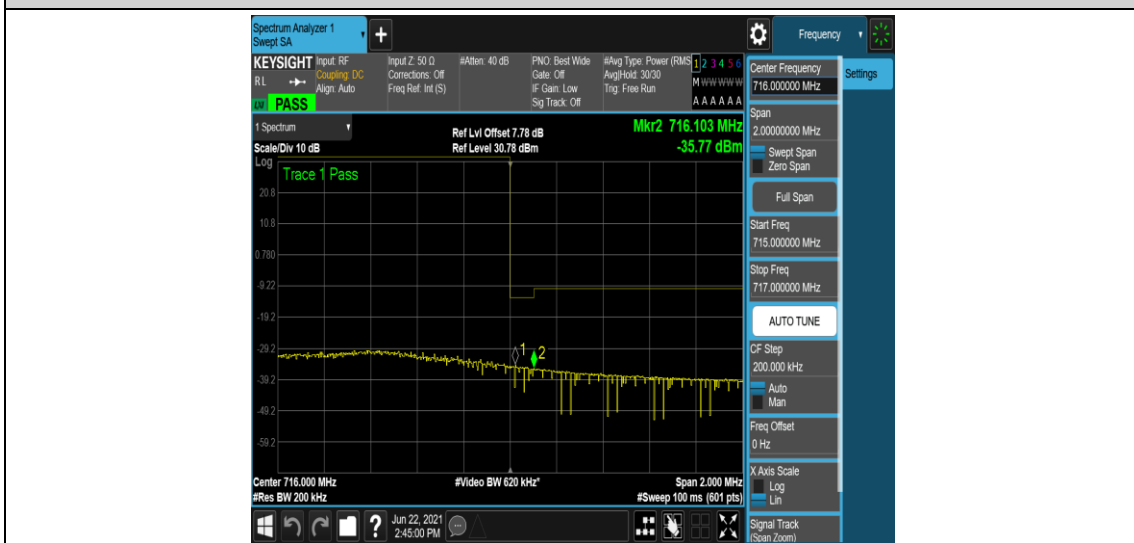 Spectrum Analyzer 1
Swept SA
+
Frequency
KEYSIGHT
RL
LXI PASS
Input: RF
Coupling: DC
Align: Auto
Input Z: 50 Ω
Corrections: Off
Freq Ref: Int (S)
#Atten: 40 dB
PNO: Best Wide
Gate: Off
IF Gain: Low
Sig Track: Off
#Avg Type: Power (RMS
Avg|Hold: 30/30
Trig: Free Run
1 2 3 4 5 6
M W W W W W
A A A A A A
1 Spectrum
Scale/Div 10 dB
Ref Lvl Offset 7.78 dB
Ref Level 30.78 dBm
Mkr2 716.103 MHz
-35.77 dBm
Log
Trace 1 Pass
20.8
10.8
0.780
-9.22
-19.2
-29.2
-39.2
-49.2
-59.2
1
2
Center 716.000 MHz
#Res BW 200 kHz
#Video BW 620 kHz*
Span 2.000 MHz
#Sweep 100 ms (601 pts)
?
Jun 22, 2021
2:45:00 PM
Center Frequency
716.000000 MHz
Settings
Span
2.00000000 MHz
Swept Span
Zero Span
Full Span
Start Freq
715.000000 MHz
Stop Freq
717.000000 MHz
AUTO TUNE
CF Step
200.000 kHz
Auto
Man
Freq Offset
0 Hz
X Axis Scale
Log
Lin
Signal Track
(Span Zoom)